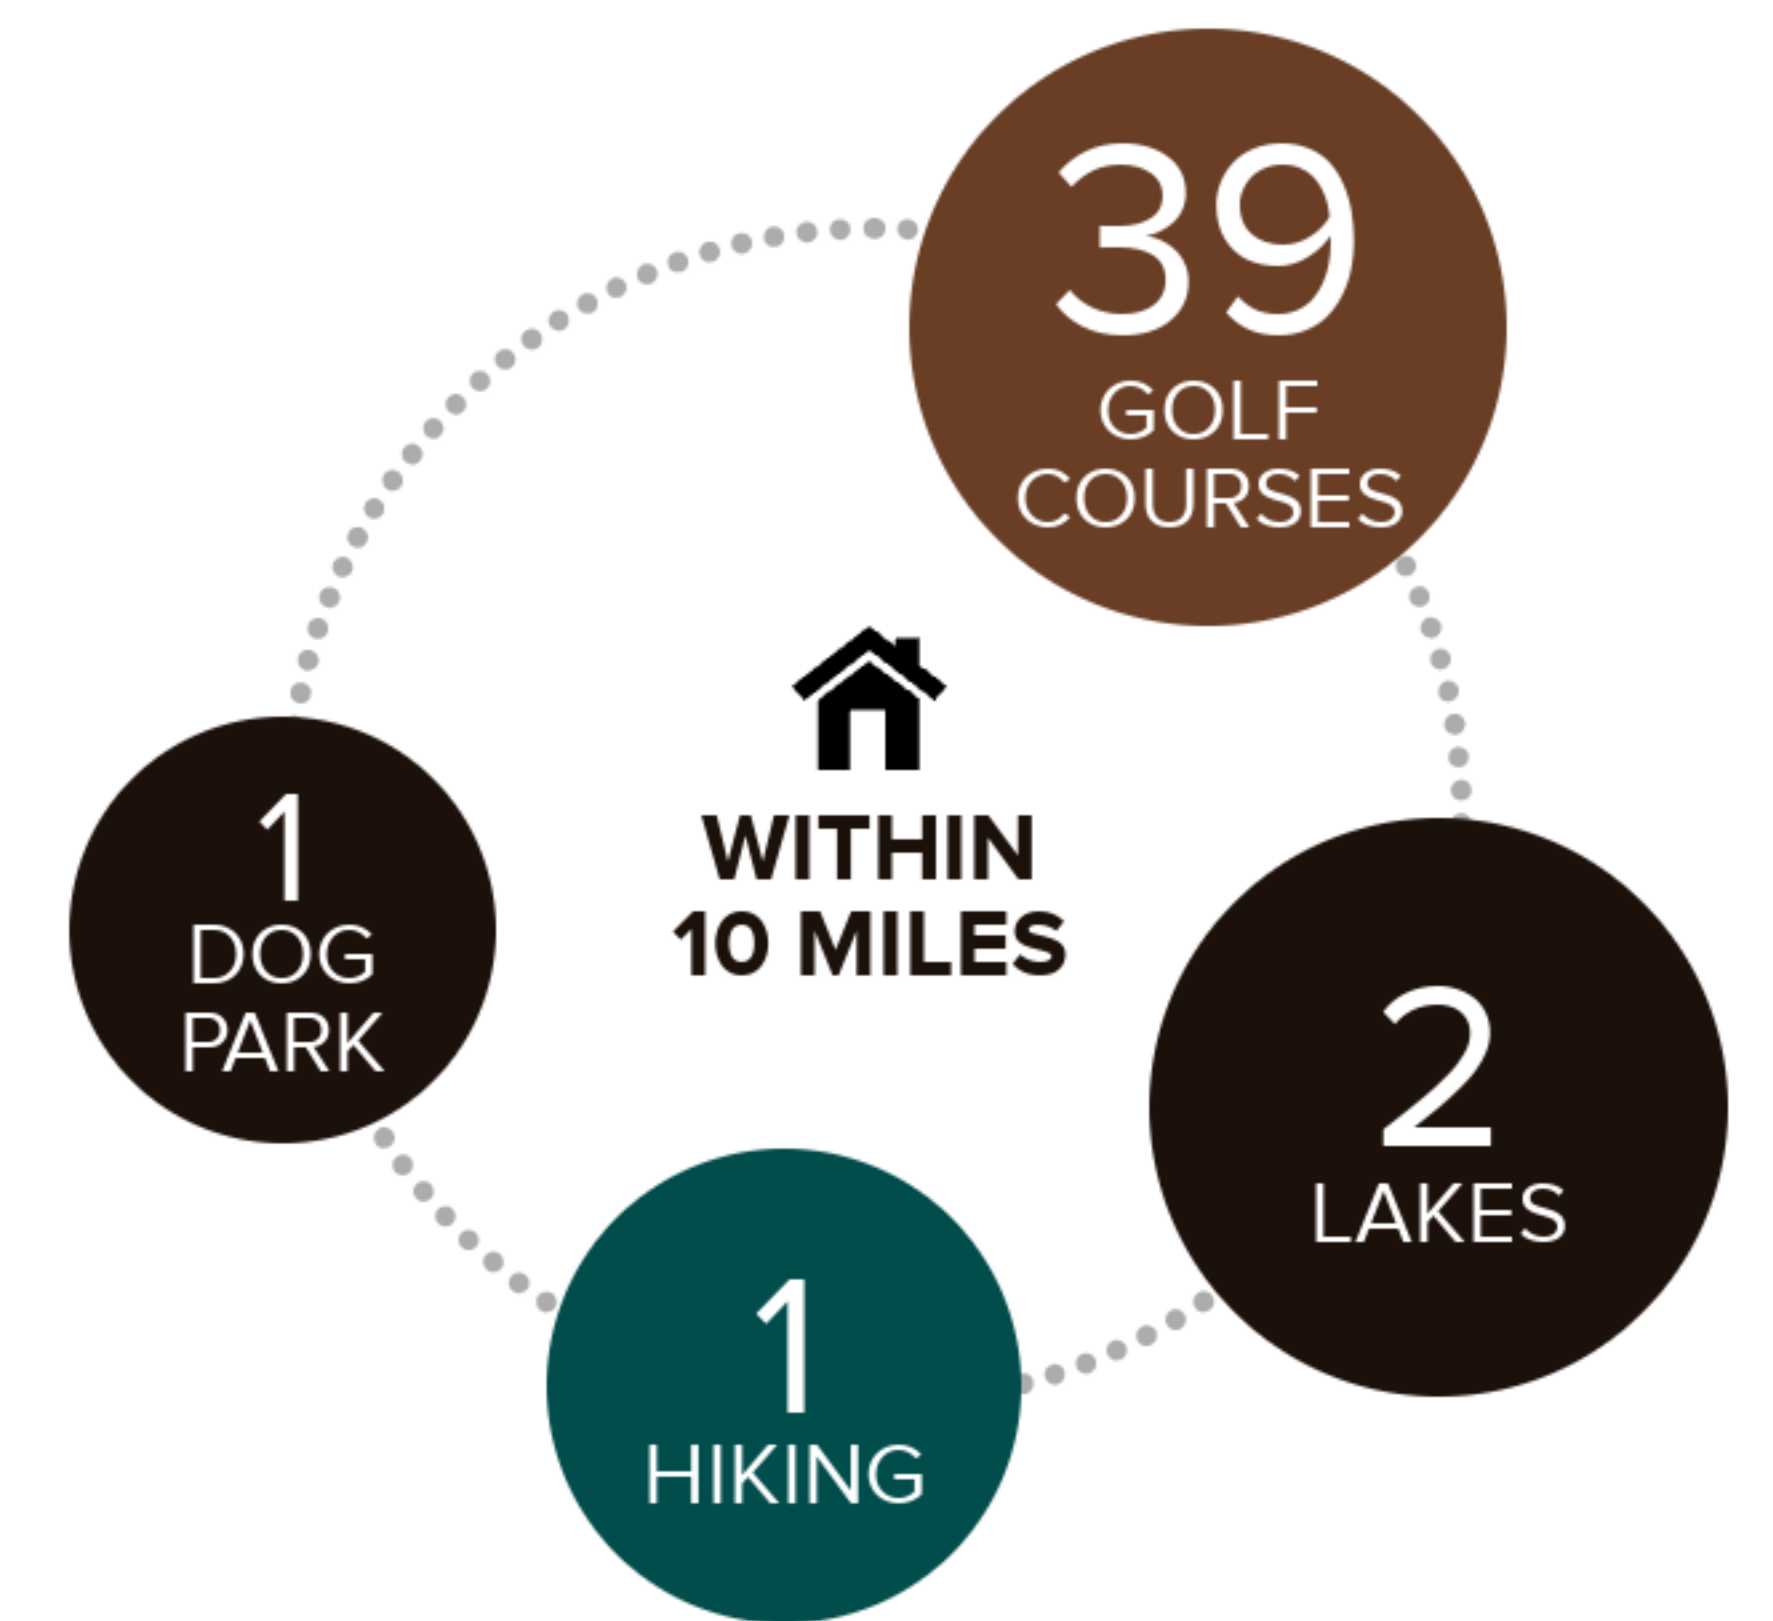 39
GOLF
COURSES
WITHIN
10 MILES
1
DOG
PARK
2
LAKES
1
HIKING